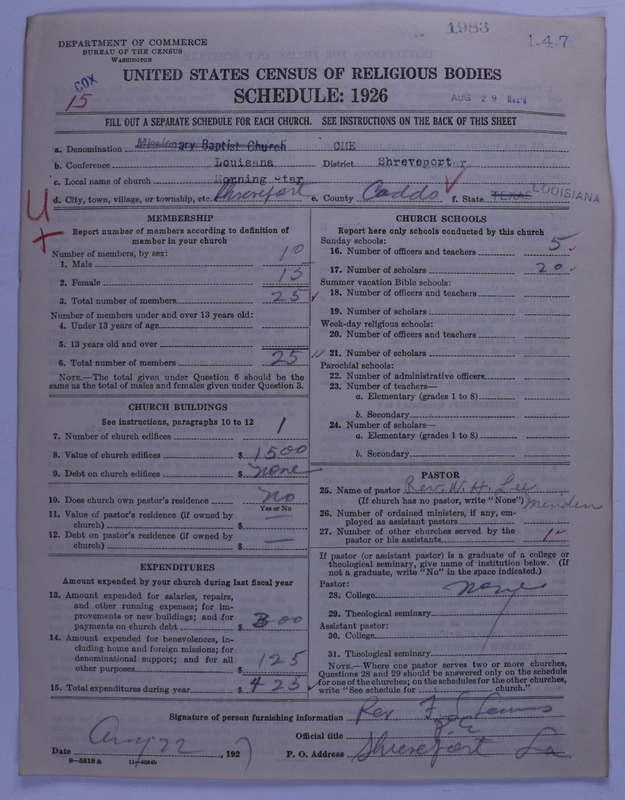 1983
1-4-7
DEPARTMENT OF COMMERCE
BUREAU OF THE CENSUS
WASHINGTON
COX
15
UNITED STATES CENSUS OF RELIGIOUS BODIES
SCHEDULE: 1926
AUG 29 Rec'd
FILL OUT A SEPARATE SCHEDULE FOR EACH CHURCH. SEE INSTRUCTIONS ON THE BACK OF THIS SHEET
a. Denomination Missionary Baptist Church CME
b. Conference Louisana District Shreveport
c. Local name of church Morning -tar
d. City, town, village, or township, etc. Shreveport e. County Caddo f. State TEXAS LOUISIANA
MEMBERSHIP
Report number of members according to definition of
member in your church
Number of members, by sex:
1. Male 10
2. Female 15
3. Total number of members 25
Number of members under and over 13 years old:
4. Under 13 years of age
5. 13 years old and over
6. Total number of members 25
NOTE.—The total given under Question 6 should be the
same as the total of males and females given under Question 3.
CHURCH BUILDINGS
See instructions, paragraphs 10 to 12
7. Number of church edifices 1
8. Value of church edifices $ 1500
9. Debt on church edifices $ none
10. Does church own pastor's residence No
Yes or No
11. Value of pastor's residence (if owned by
church) $ —
12. Debt on pastor's residence (if owned by
church) $ —
EXPENDITURES
Amount expended by your church during last fiscal year
13. Amount expended for salaries, repairs,
and other running expenses; for im-
provements or new buildings; and for
payments on church debt $ 300
14. Amount expended for benevolences, in-
cluding home and foreign missions; for
denominational support; and for all
other purposes $ 125
15. Total expenditures during year $ 425
CHURCH SCHOOLS
Report here only schools conducted by this church
Sunday schools:
16. Number of officers and teachers 5
17. Number of scholars 20
Summer vacation Bible schools:
18. Number of officers and teachers
19. Number of scholars
Week-day religious schools:
20. Number of officers and teachers
21. Number of scholars
Parochial schools:
22. Number of administrative officers
23. Number of teachers—
a. Elementary (grades 1 to 8)
b. Secondary
24. Number of scholars—
a. Elementary (grades 1 to 8)
b. Secondary
PASTOR
25. Name of pastor Rev. W. H. Lee
(If church has no pastor, write "None") Minden
26. Number of ordained ministers, if any, em-
ployed as assistant pastors
27. Number of other churches served by the
pastor or his assistants 1
If pastor (or assistant pastor) is a graduate of a college or
theological seminary, give name of institution below. (If
not a graduate, write "No" in the space indicated.)
Pastor:
28. College none
29. Theological seminary
Assistant pastor:
30. College
31. Theological seminary
NOTE.—Where one pastor serves two or more churches,
Questions 28 and 29 should be answered only on the schedule
for one of the churches; on the schedules for the other churches,
write "See schedule for church."
Signature of person furnishing information Rev. F.
Official title
Date Aug 22, 1927
P. O. Address Shreveport La
8-5318a